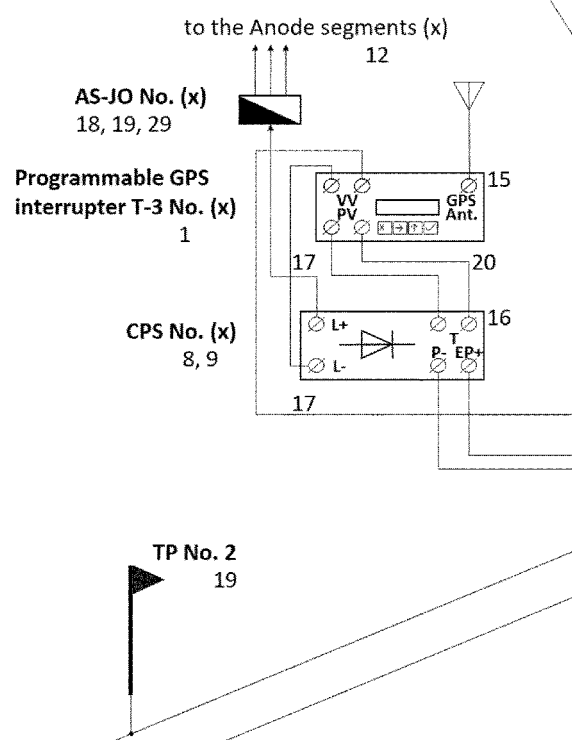 to the Anode segments (x)
12
AS-JO No. (x)
18, 19, 29
Programmable GPS
interrupter T-3 No. (x)
1
15
VV
PV
GPS
Ant.
17
20
CPS No. (x)
8, 9
16
L+
T
P- EP+
L-
17
TP No. 2
19